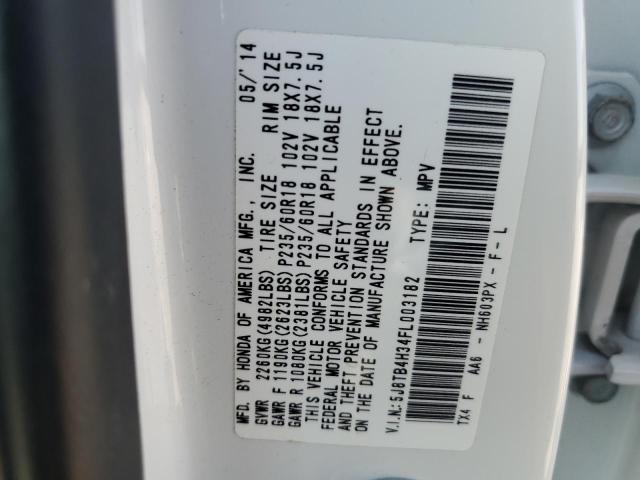 MFD. BY HONDA OF AMERICA MFG., INC. 05/'14
GVWR 2260KG(4982LBS) TIRE SIZE RIM SIZE
GAWR F 1190KG(2623LBS)P235/60R18 102V 18X7.5J
GAWR R 1080KG(2381LBS)P235/60R18 102V 18X7.5J
THIS VEHICLE CONFORMS TO ALL APPLICABLE
FEDERAL MOTOR VEHICLE SAFETY
AND THEFT PREVENTION STANDARDS IN EFFECT
ON THE DATE OF MANUFACTURE SHOWN ABOVE.
V.I.N.:5J8TB4H34FL003182 TYPE: MPV
TX4 F AA6 - NH603PX - F - L